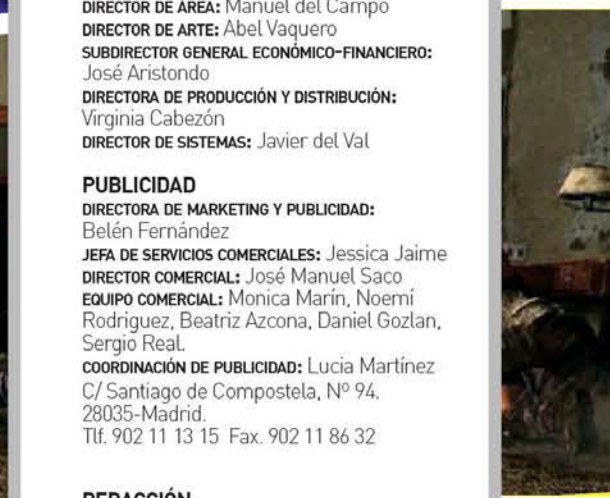 DIRECTOR DE ÁREA: Manuel del Campo
DIRECTOR DE ARTE: Abel Vaquero
SUBDIRECTOR GENERAL ECONÓMICO-FINANCIERO:
José Aristondo
DIRECTORA DE PRODUCCIÓN Y DISTRIBUCIÓN:
Virginia Cabezón
DIRECTOR DE SISTEMAS: Javier del Val
PUBLICIDAD
DIRECTORA DE MARKETING Y PUBLICIDAD:
Belén Fernández
JEFA DE SERVICIOS COMERCIALES: Jessica Jaime
DIRECTOR COMERCIAL: José Manuel Saco
EQUIPO COMERCIAL: Monica Marín, Noemí
Rodriguez, Beatriz Azcona, Daniel Gozlan,
Sergio Real.
COORDINACIÓN DE PUBLICIDAD: Lucia Martínez
C/ Santiago de Compostela, Nº 94.
28035-Madrid.
Tlf. 902 11 13 15 Fax. 902 11 86 32
REDACCIÓN